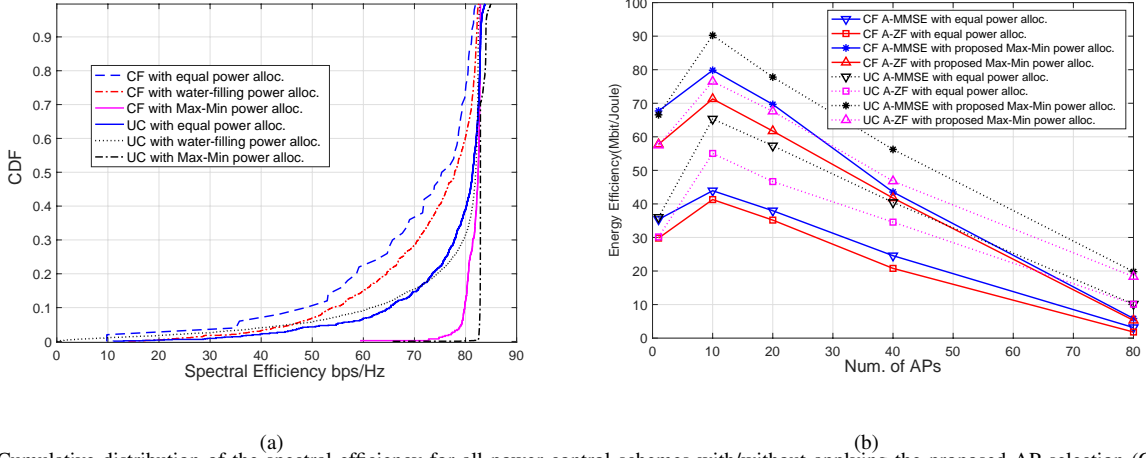 CDF
0.9
0.8
0.7
0.6
0.5
0.4
0.3
0.2
0.1
0
CF with equal power alloc.
CF with water-filling power alloc.
CF with Max-Min power alloc.
UC with equal power alloc.
UC with water-filling power alloc.
UC with Max-Min power alloc.
0 10 20 30 40 50 60 70 80 90
Spectral Efficiency bps/Hz
(a)
Energy Efficiency(Mbit/Joule)
100
90
80
70
60
50
40
30
20
10
0
CF A-MMSE with equal power alloc.
CF A-ZF with equal power alloc.
CF A-MMSE with proposed Max-Min power alloc.
CF A-ZF with proposed Max-Min power alloc.
UC A-MMSE with equal power alloc.
UC A-ZF with equal power alloc.
UC A-MMSE with proposed Max-Min power alloc.
UC A-ZF with proposed Max-Min power alloc.
0 10 20 30 40 50 60 70 80
Num. of APs
(b)